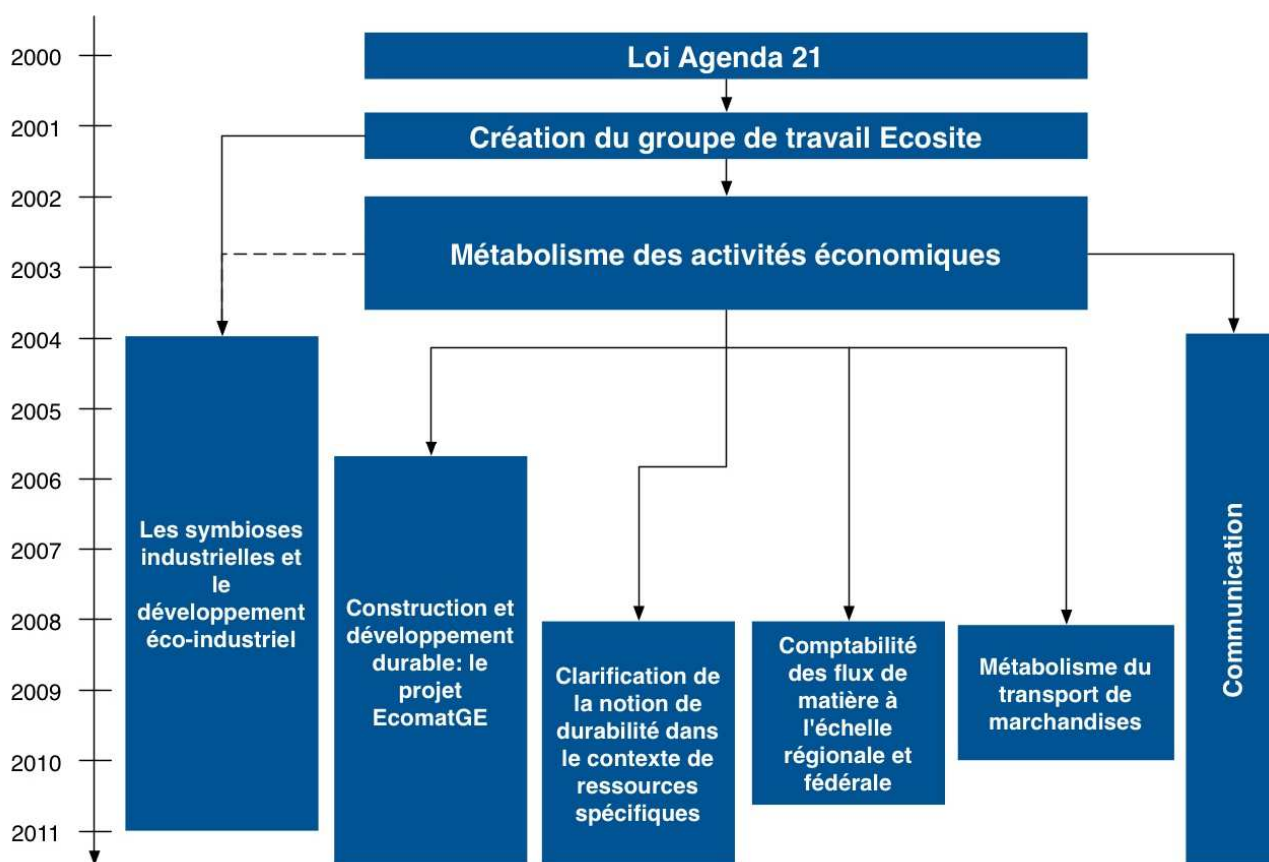 2000
2001
2002
2003
2004
2005
2006
2007
2008
2009
2010
2011
Loi Agenda 21
Création du groupe de travail Ecosite
Métabolisme des activités économiques
Les symbioses
industrielles et
le
développement
éco-industriel
Construction et
développement
durable: le
projet
EcomatGE
Clarification de
la notion de
durabilité dans
le contexte de
ressources
spécifiques
Comptabilité
des flux de
matière à
l'échelle
régionale et
fédérale
Métabolisme du
transport de
marchandises
Communication